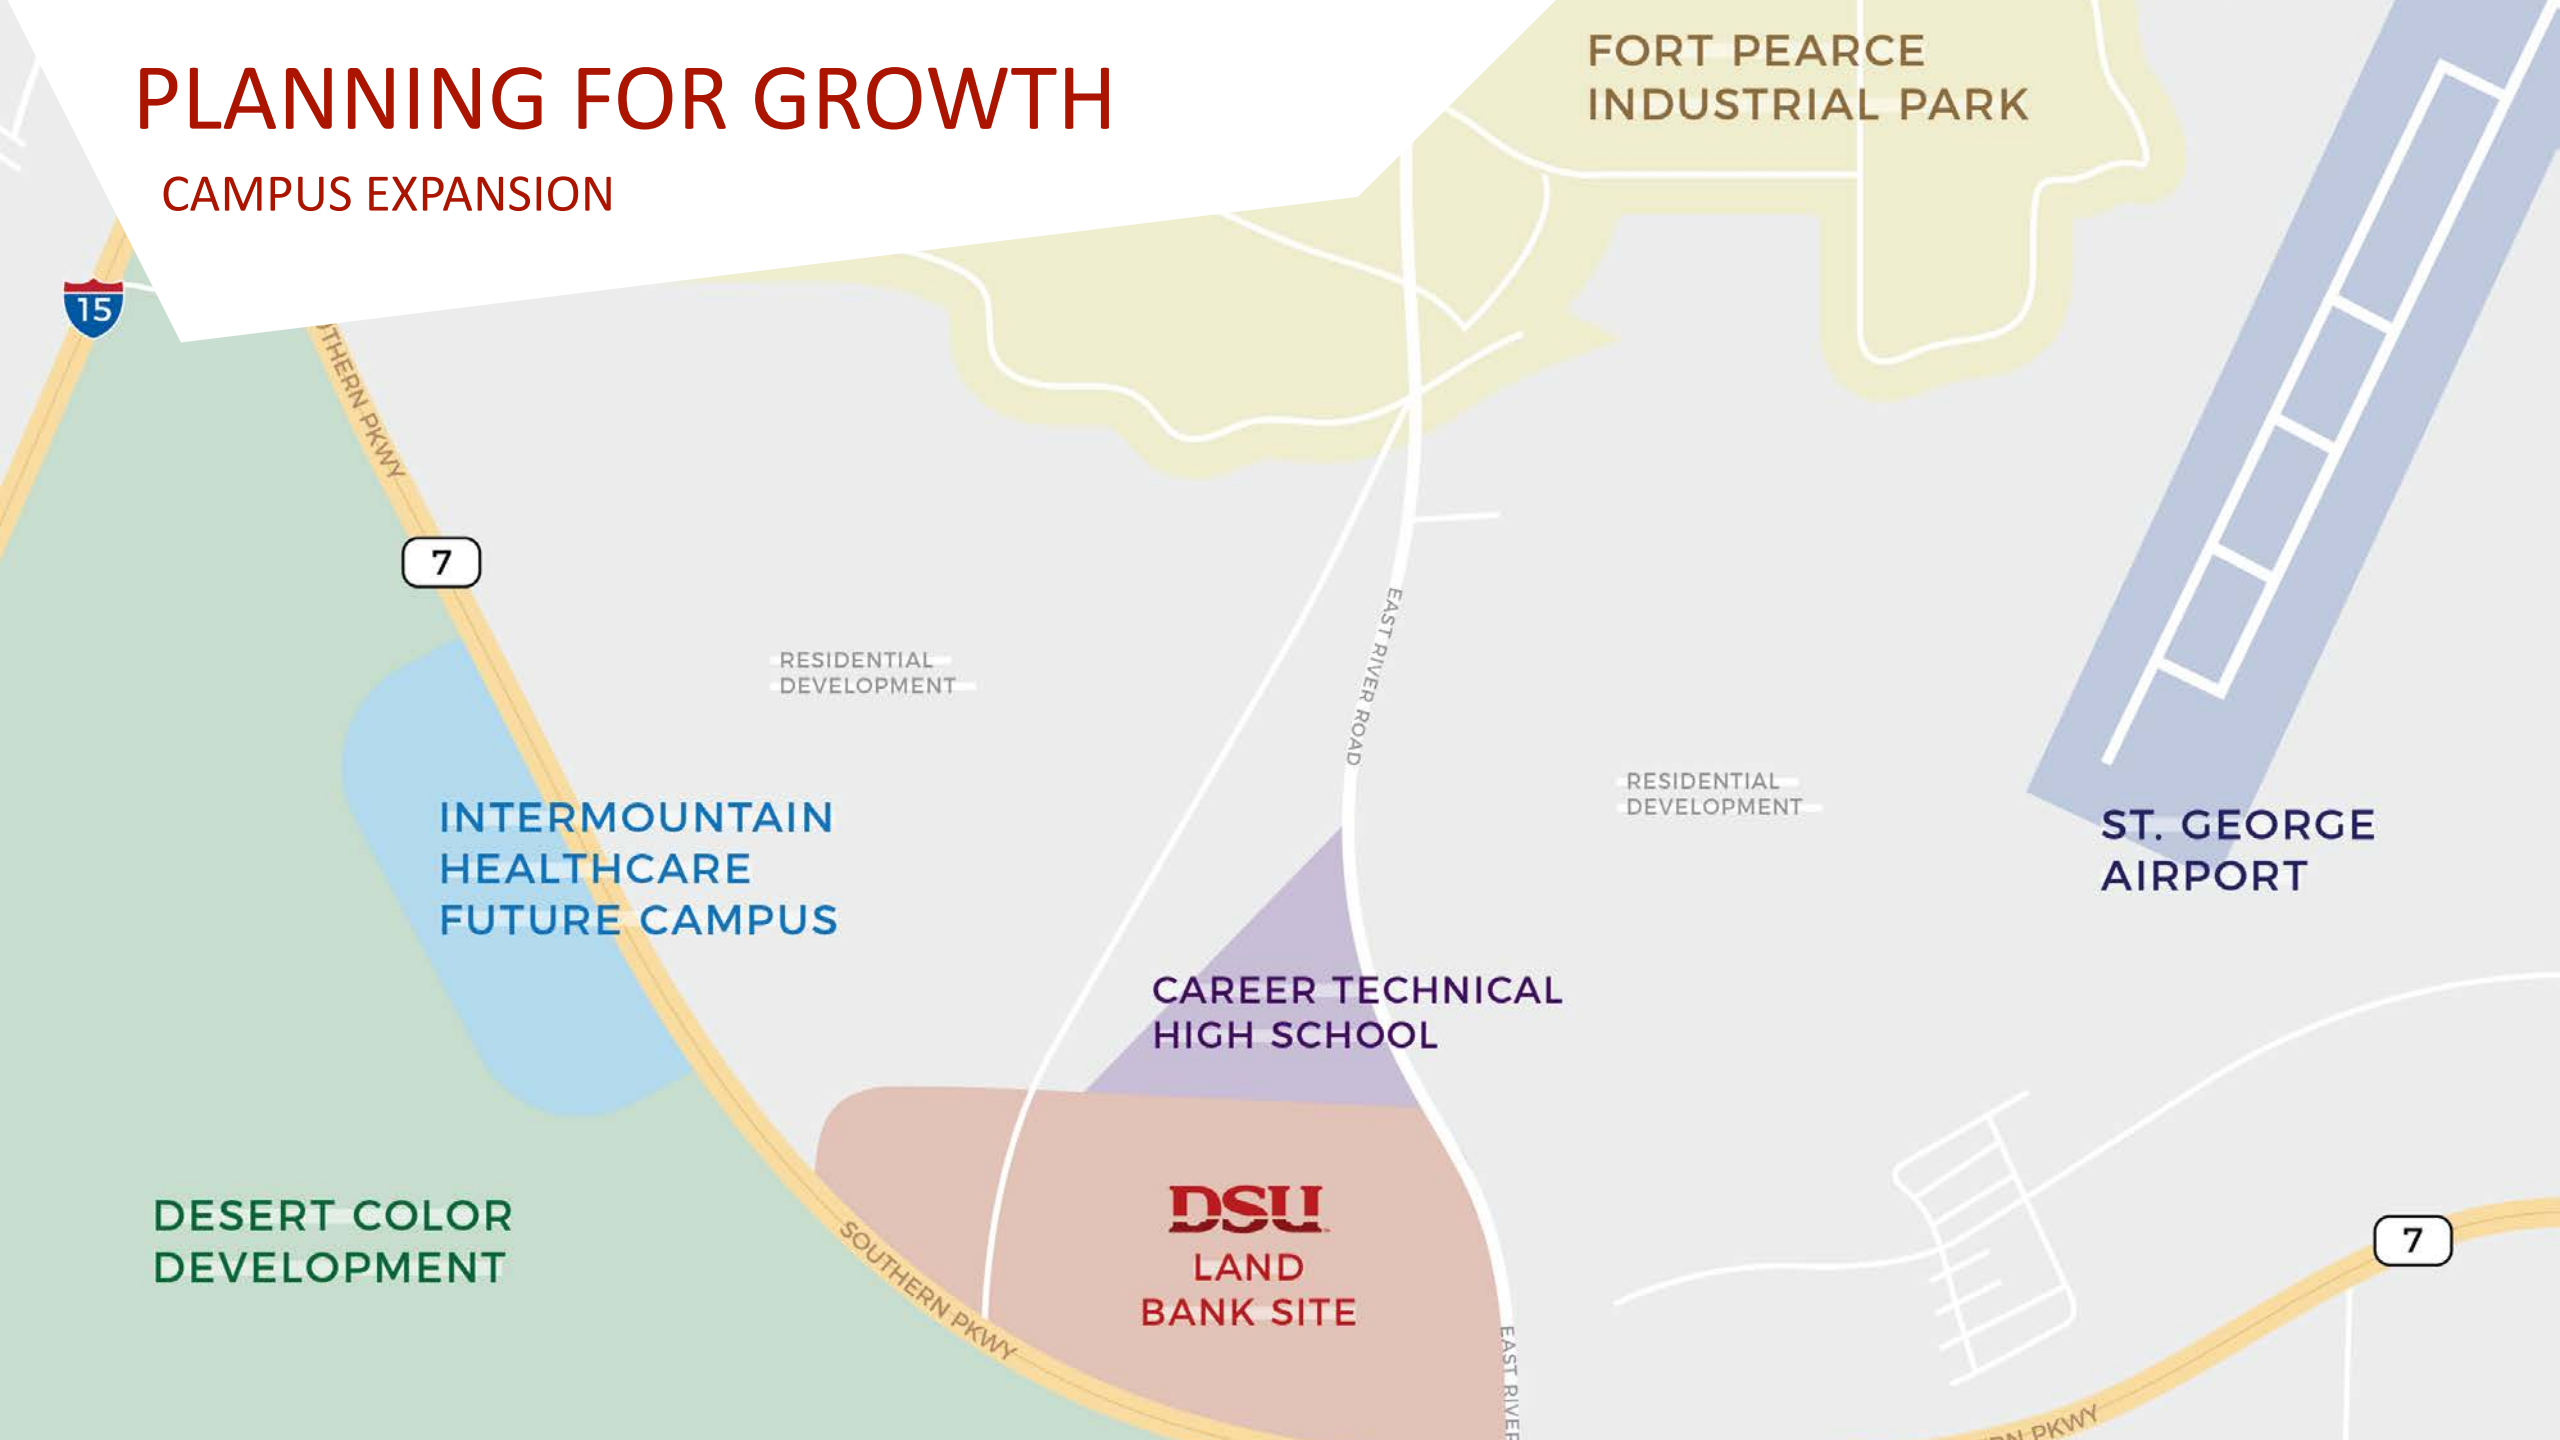 PLANNING FOR GROWTH
CAMPUS EXPANSION
FORT PEARCE
INDUSTRIAL PARK
15
THERN PKWY
7
EAST RIVER ROAD
RESIDENTIAL
DEVELOPMENT
RESIDENTIAL
DEVELOPMENT
INTERMOUNTAIN
HEALTHCARE
FUTURE CAMPUS
ST. GEORGE
AIRPORT
CAREER TECHNICAL
HIGH SCHOOL
DESERT COLOR
DEVELOPMENT
DSU
LAND
BANK SITE
SOUTHERN PKWY
7
EAST RIVER
RN PKWY